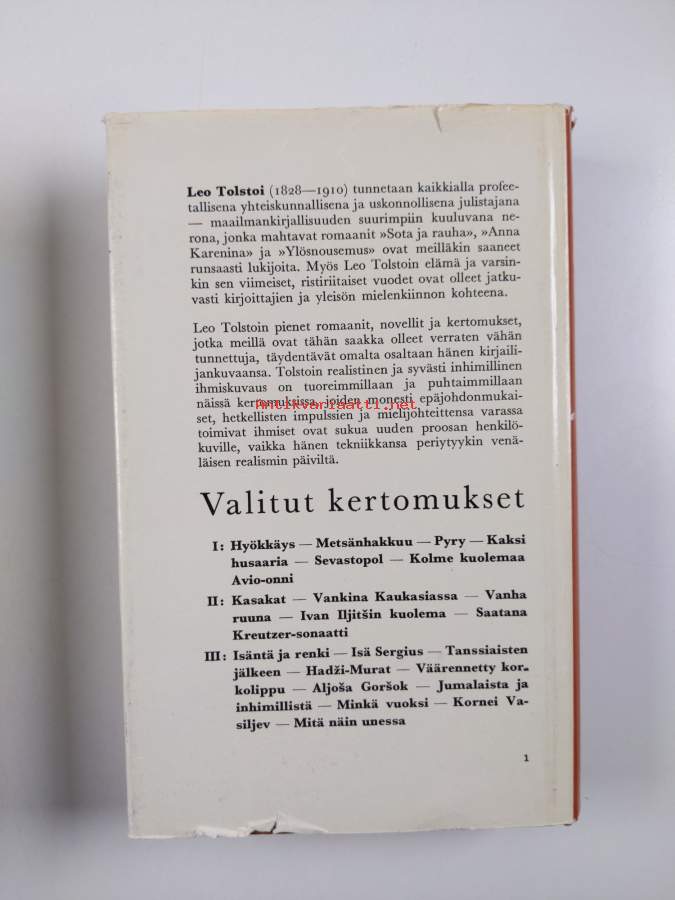 Leo Tolstoi (1828—1910) tunnetaan kaikkialla profee-
tallisena yhteiskunnallisena ja uskonnollisena julistajana
— maailmankirjallisuuden suurimpiin kuuluvana ne-
rona, jonka mahtavat romaanit »Sota ja rauha», »Anna
Karenina» ja »Ylösnousemus» ovat meilläkin saaneet
runsaasti lukijoita. Myös Leo Tolstoin elämä ja varsin-
kin sen viimeiset, ristiriitaiset vuodet ovat olleet jatku-
vasti kirjoittajien ja yleisön mielenkiinnon kohteena.
Leo Tolstoin pienet romaanit, novellit ja kertomukset,
jotka meillä ovat tähän saakka olleet verraten vähän
tunnettuja, täydentävät omalta osaltaan hänen kirjaili-
jankuvaansa. Tolstoin realistinen ja syvästi inhimillinen
ihmiskuvaus on tuoreimmillaan ja puhtaimmillaan
näissä kertomuksissa, joiden monesti epäjohdonmukai-
Antikvariaatti.net
set, hetkellisten impulssien ja mielijohteittensa varassa
toimivat ihmiset ovat sukua uuden proosan henkilö-
kuville, vaikka hänen tekniikkansa periytyykin venä-
läisen realismin päiviltä.
Valitut kertomukset
I: Hyökkäys — Metsänhakkuu — Pyry — Kaksi
husaaria — Sevastopol — Kolme kuolemaa
Avio-onni
II: Kasakat — Vankina Kaukasiassa — Vanha
ruuna — Ivan Iljitšin kuolema — Saatana
Kreutzer-sonaatti
III: Isäntä ja renki — Isä Sergius — Tanssiaisten
jälkeen — Hadži-Murat — Väärennetty kor-
kolippu — Aljoša Goršok — Jumalaista ja
inhimillistä — Minkä vuoksi — Kornei Va-
siljev — Mitä näin unessa
1